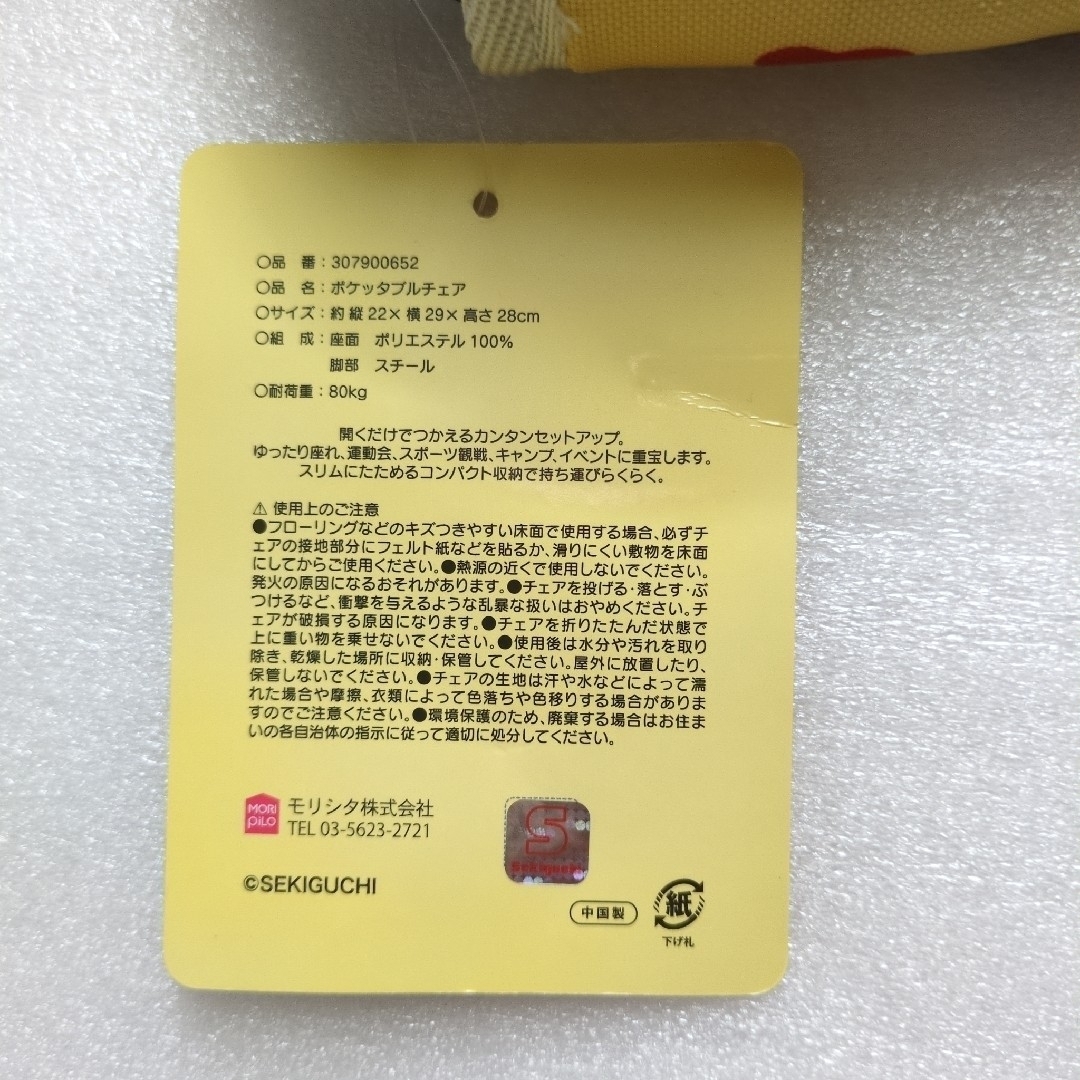 ○品 番：307900652
○品 名：ポケッタブルチェア
○サイズ：約 縦 22× 横 29× 高さ 28cm
○組 成：座面 ポリエステル 100%
脚部 スチール
○耐荷重：80kg
開くだけでつかえるカンタンセットアップ。
ゆったり座れ、運動会、スポーツ観戦、キャンプ、イベントに重宝します。
スリムにたためるコンパクト収納で持ち運びらくらく。
⚠ 使用上のご注意
●フローリングなどのキズつきやすい床面で使用する場合、必ずチ
ェアの接地部分にフェルト紙などを貼るか、滑りにくい敷物を床面
にしてからご使用ください。●熱源の近くで使用しないでください。
発火の原因になるおそれがあります。●チェアを投げる・落とす・ぶ
つけるなど、衝撃を与えるような乱暴な扱いはおやめください。チ
ェアが破損する原因になります。●チェアを折りたたんだ状態で
上に重い物を乗せないでください。●使用後は水分や汚れを取り
除き、乾燥した場所に収納・保管してください。屋外に放置したり、
保管しないでください。●チェアの生地は汗や水などによって濡
れた場合や摩擦、衣類によって色落ちや色移りする場合がありま
すのでご注意ください。●環境保護のため、廃棄する場合はお住ま
いの各自治体の指示に従って適切に処分してください。
MORI
PiLO
モリシタ株式会社
TEL 03-5623-2721
S
Sekiguchi
©SEKIGUCHI
中国製
紙
下げ札